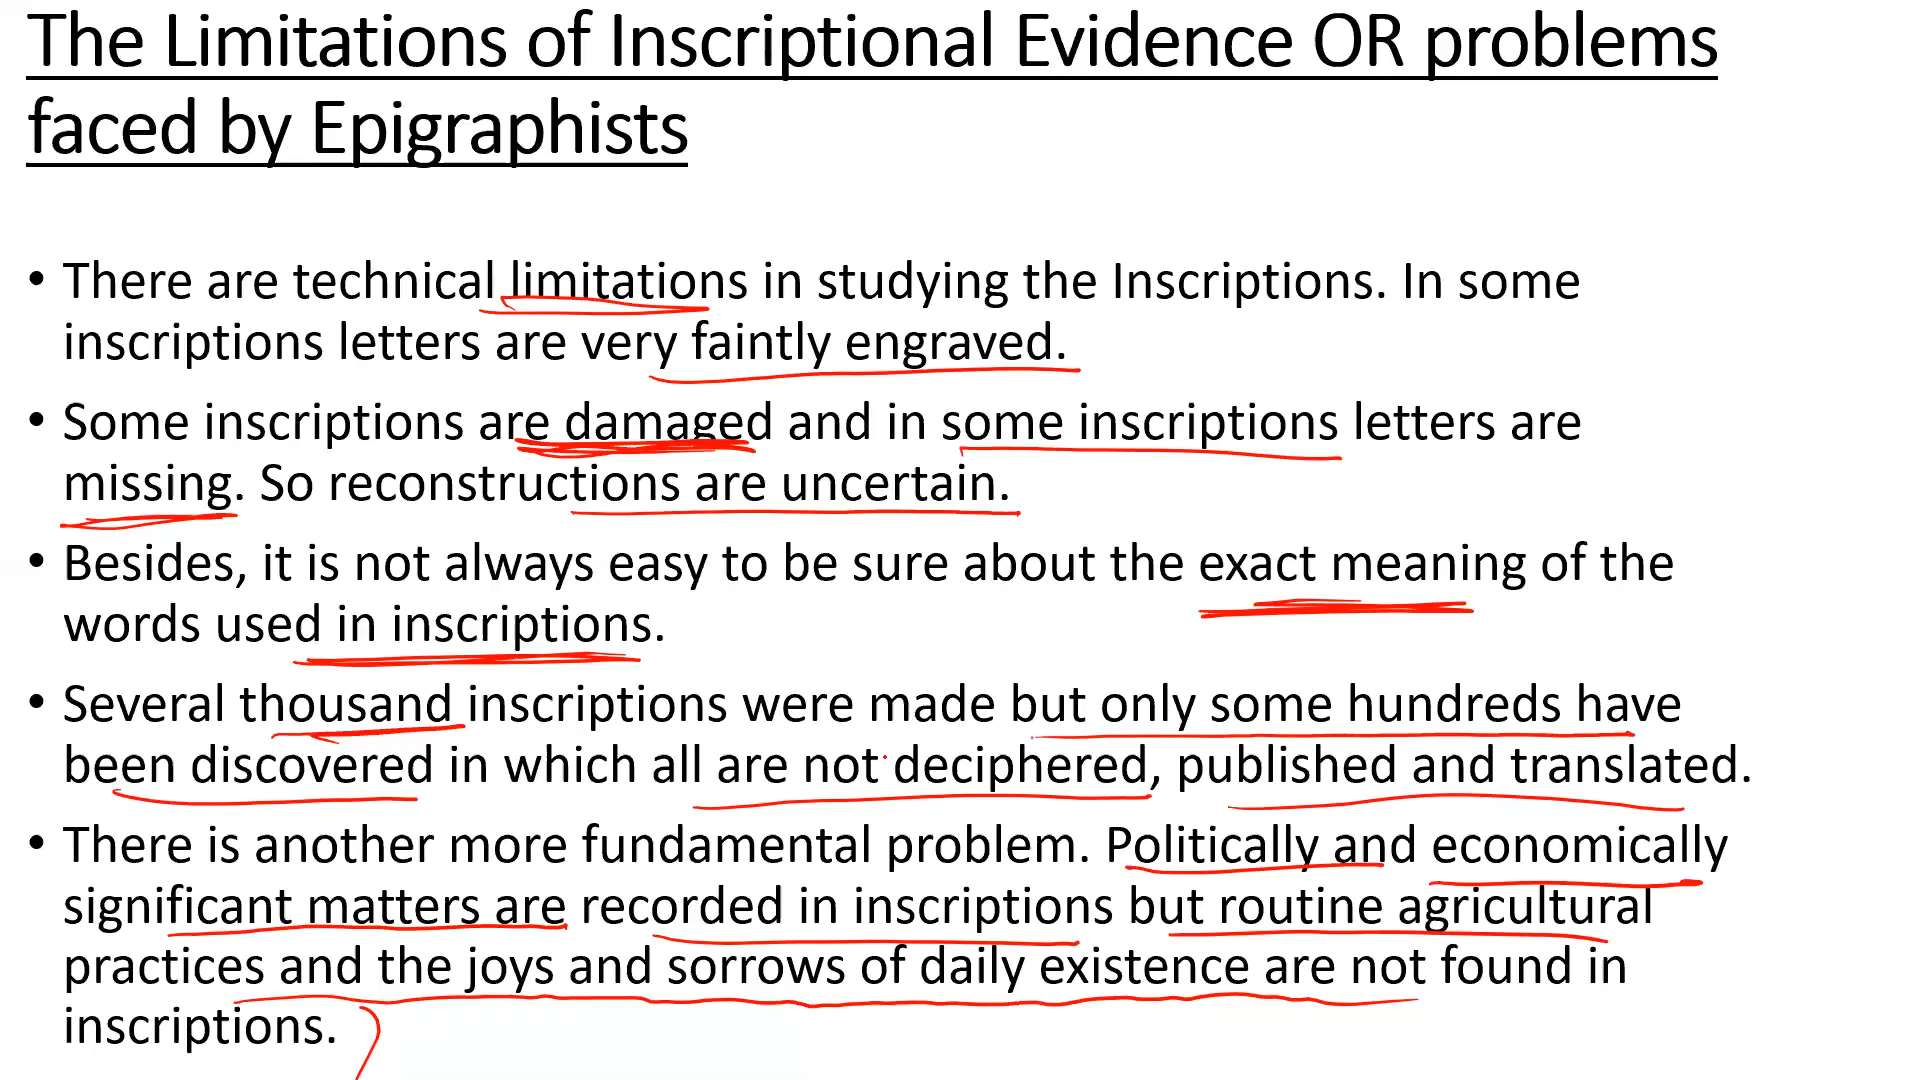 The Limitations of Inscriptional Evidence OR problems
faced by Epigraphists
• There are technical limitations in studying the Inscriptions. In some
inscriptions letters are very faintly engraved.
• Some inscriptions are damaged and in some inscriptions letters are
missing. So reconstructions are uncertain.
• Besides, it is not always easy to be sure about the exact meaning of the
words used in inscriptions.
• Several thousand inscriptions were made but only some hundreds have
been discovered in which all are not deciphered, published and translated.
• There is another more fundamental problem. Politically and economically
significant matters are recorded in inscriptions but routine agricultural
practices and the joys and sorrows of daily existence are not found in
inscriptions.